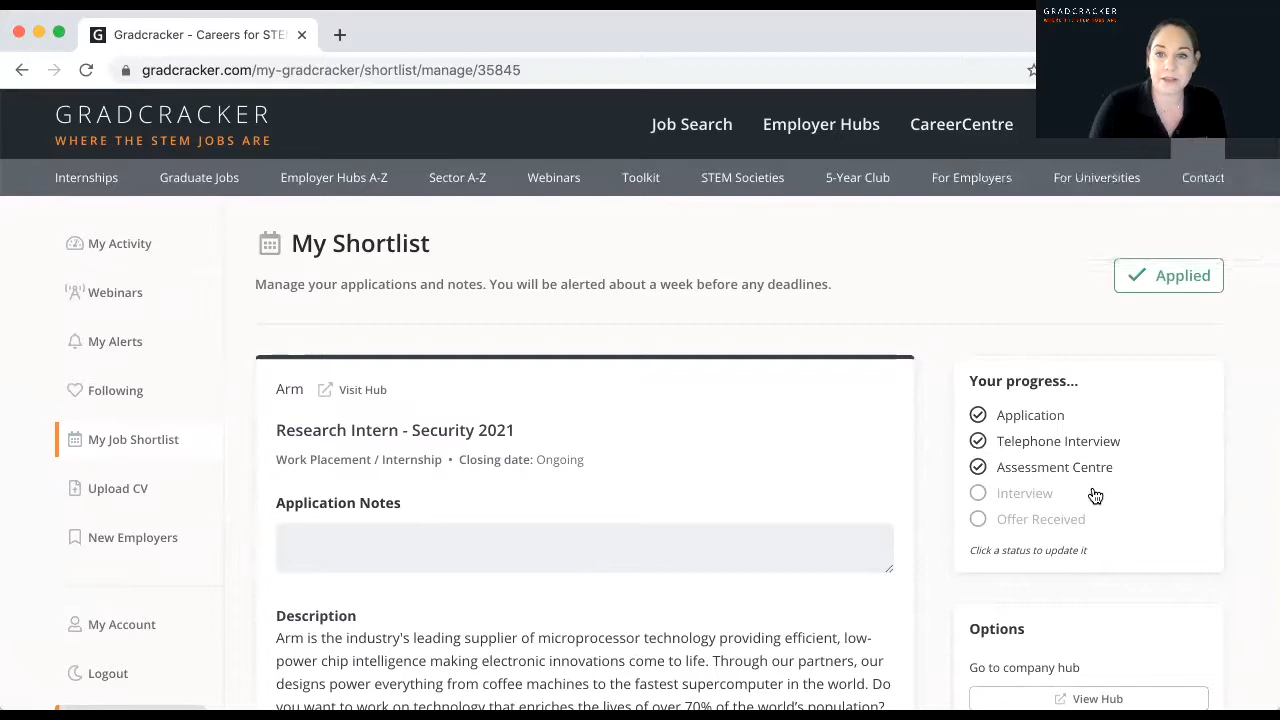 Gradcracker - Careers for STE
gradcracker.com/my-gradcracker/shortlist/manage/35845
GRADCRACKER
WHERE THE STEM JOBS ARE
GRADCRACKER
WHERE THE STEM JOBS ARE
Job Search Employer Hubs CareerCentre
Internships Graduate Jobs Employer Hubs A-Z Sector A-Z Webinars Toolkit STEM Societies 5-Year Club For Employers For Universities Contact
My Activity
Webinars
My Alerts
Following
My Job Shortlist
Upload CV
New Employers
My Account
Logout
My Shortlist
Manage your applications and notes. You will be alerted about a week before any deadlines.
Applied
Arm Visit Hub
Research Intern - Security 2021
Work Placement / Internship • Closing date: Ongoing
Application Notes
Description
Arm is the industry's leading supplier of microprocessor technology providing efficient, low-
power chip intelligence making electronic innovations come to life. Through our partners, our
designs power everything from coffee machines to the fastest supercomputer in the world. Do
you want to work on technology that enriches the lives of over 70% of the world's population?
Your progress...
Application
Telephone Interview
Assessment Centre
Interview
Offer Received
Click a status to update it
Options
Go to company hub
View Hub